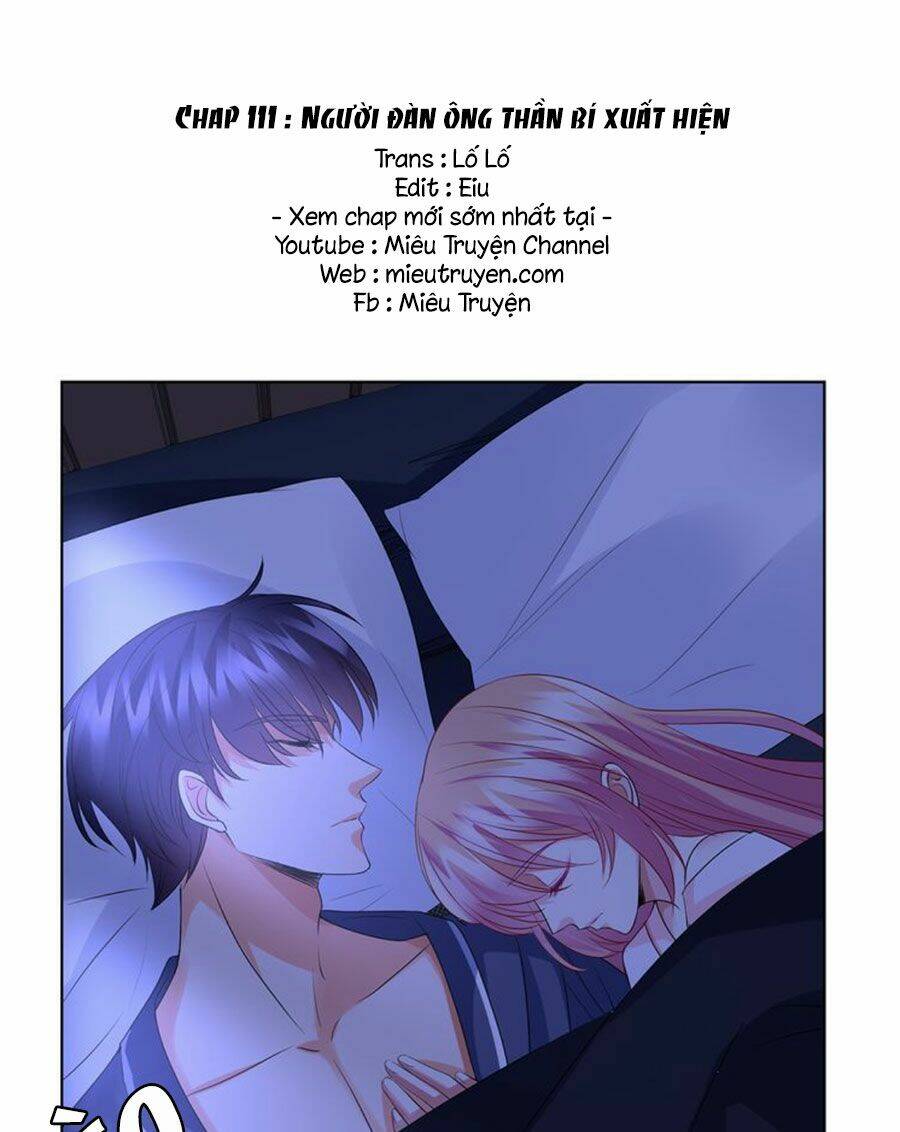 Chap 111 : Người đàn ông thần bí xuất hiện
Trans : Lố Lố
Edit : Eiu
- Xem chap mới sớm nhất tại -
Youtube : Miêu Truyện Channel
Web : mieutruyen.com
Fb : Miêu Truyện